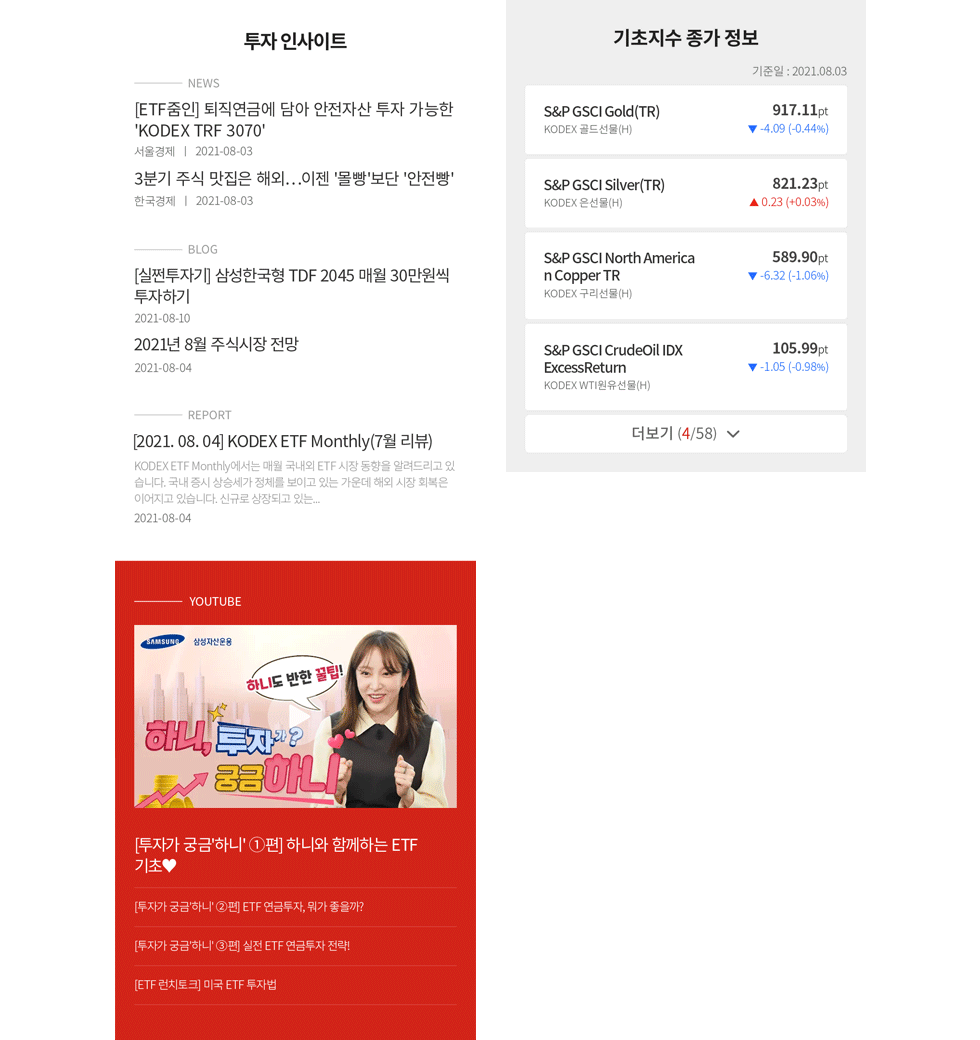 투자 인사이트
NEWS
[ETF줌인] 퇴직연금에 담아 안전자산 투자 가능한
'KODEX TRF 3070'
서울경제 | 2021-08-03
3분기 주식 맛집은 해외…이젠 '몰빵'보단 '안전빵'
한국경제 | 2021-08-03
BLOG
[실쩐투자기] 삼성한국형 TDF 2045 매월 30만원씩
투자하기
2021-08-10
2021년 8월 주식시장 전망
2021-08-04
REPORT
[2021. 08. 04] KODEX ETF Monthly(7월 리뷰)
KODEX ETF Monthly에서는 매월 국내외 ETF 시장 동향을 알려드리고 있
습니다. 국내 증시 상승세가 정체를 보이고 있는 가운데 해외 시장 회복은
이어지고 있습니다. 신규로 상장되고 있는...
2021-08-04
YOUTUBE
SAMSUNG 삼성자산운용
하니도 반한 꿀팁!
하니, 투자가?
궁금하니
[투자가 궁금'하니' ①편] 하니와 함께하는 ETF
기초♥
[투자가 궁금'하니' ②편] ETF 연금투자, 뭐가 좋을까?
[투자가 궁금'하니' ③편] 실전 ETF 연금투자 전략!
[ETF 런치토크] 미국 ETF 투자법
기초지수 종가 정보
기준일 : 2021.08.03
S&P GSCI Gold(TR) 917.11pt
KODEX 골드선물(H) ▼ -4.09 (-0.44%)
S&P GSCI Silver(TR) 821.23pt
KODEX 은선물(H) ▲ 0.23 (+0.03%)
S&P GSCI North America 589.90pt
n Copper TR ▼ -6.32 (-1.06%)
KODEX 구리선물(H)
S&P GSCI CrudeOil IDX 105.99pt
ExcessReturn ▼ -1.05 (-0.98%)
KODEX WTI원유선물(H)
더보기 (4/58)